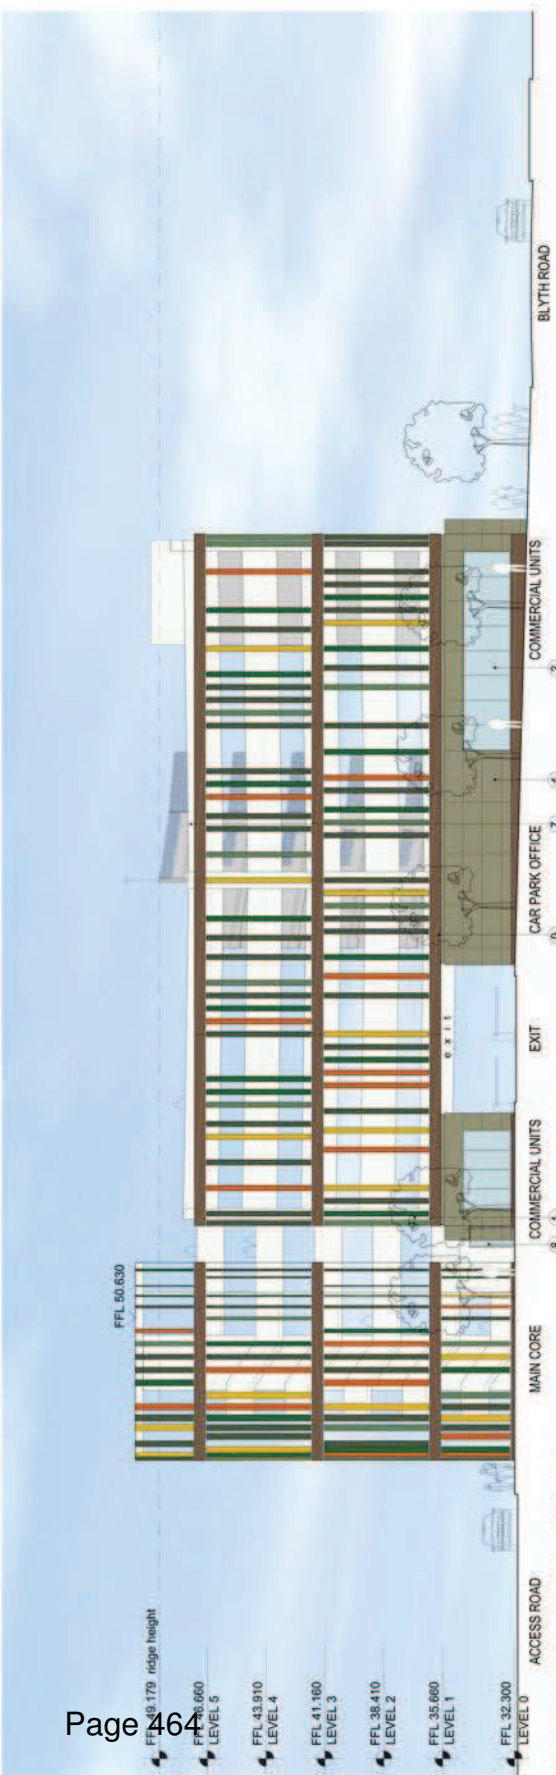 FFL 49.179 ridge height
FFL 46.660
LEVEL 5
FFL 43.910
LEVEL 4
FFL 41.160
LEVEL 3
FFL 38.410
LEVEL 2
FFL 35.660
LEVEL 1
FFL 32.300
LEVEL 0
FFL 50.630
exit
ACCESS ROAD
MAIN CORE
COMMERCIAL UNITS
EXIT
CAR PARK OFFICE
COMMERCIAL UNITS
BLYTH ROAD
Page 464